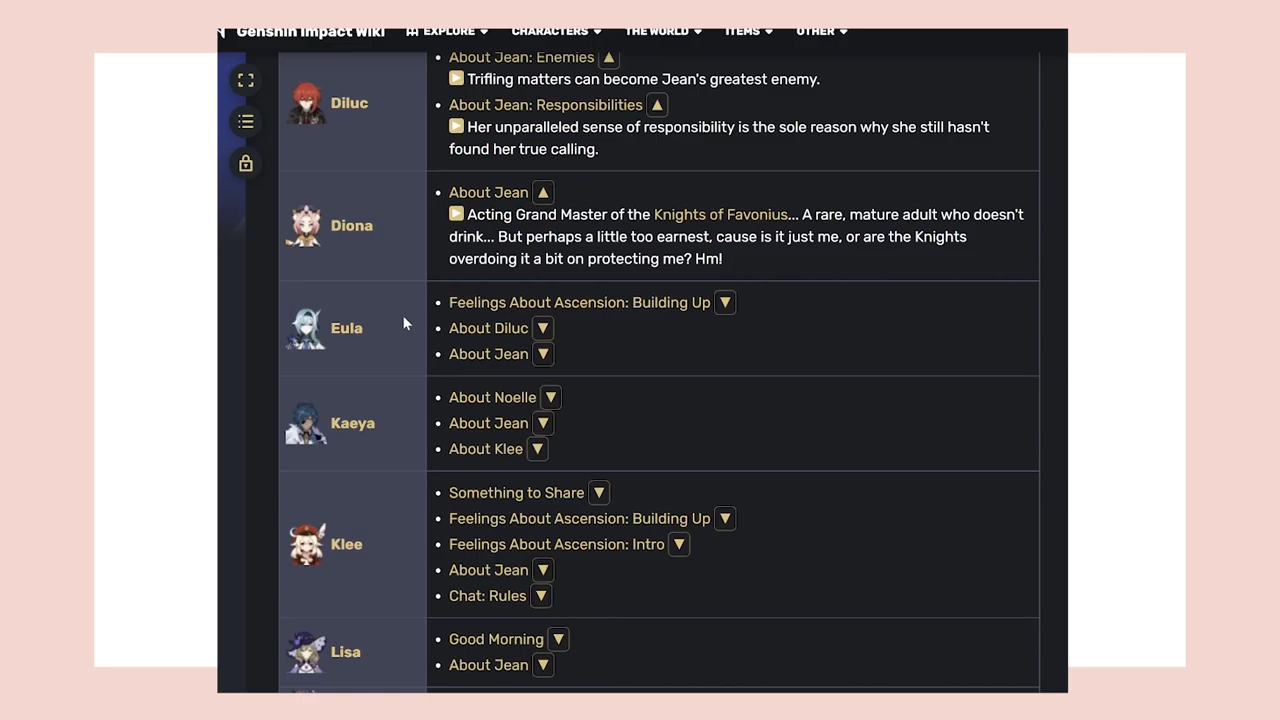 Genshin Impact Wiki EXPLORE CHARACTERS THE WORLD ITEMS OTHER
Diluc
• About Jean: Enemies ▲
Trifling matters can become Jean's greatest enemy.
• About Jean: Responsibilities ▲
Her unparalleled sense of responsibility is the sole reason why she still hasn't
found her true calling.
Diona
• About Jean ▲
Acting Grand Master of the Knights of Favonius... A rare, mature adult who doesn't
drink... But perhaps a little too earnest, cause is it just me, or are the Knights
overdoing it a bit on protecting me? Hm!
Eula
• Feelings About Ascension: Building Up ▼
• About Diluc ▼
• About Jean ▼
Kaeya
• About Noelle ▼
• About Jean ▼
• About Klee ▼
Klee
• Something to Share ▼
• Feelings About Ascension: Building Up ▼
• Feelings About Ascension: Intro ▼
• About Jean ▼
• Chat: Rules ▼
Lisa
• Good Morning ▼
• About Jean ▼